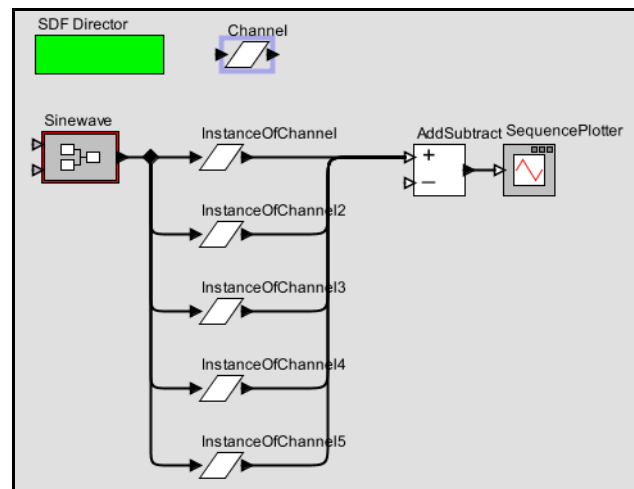 SDF Director
Channel
Sinewave
InstanceOfChannel
AddSubtract
SequencePlotter
+
−
InstanceOfChannel2
InstanceOfChannel3
InstanceOfChannel4
InstanceOfChannel5